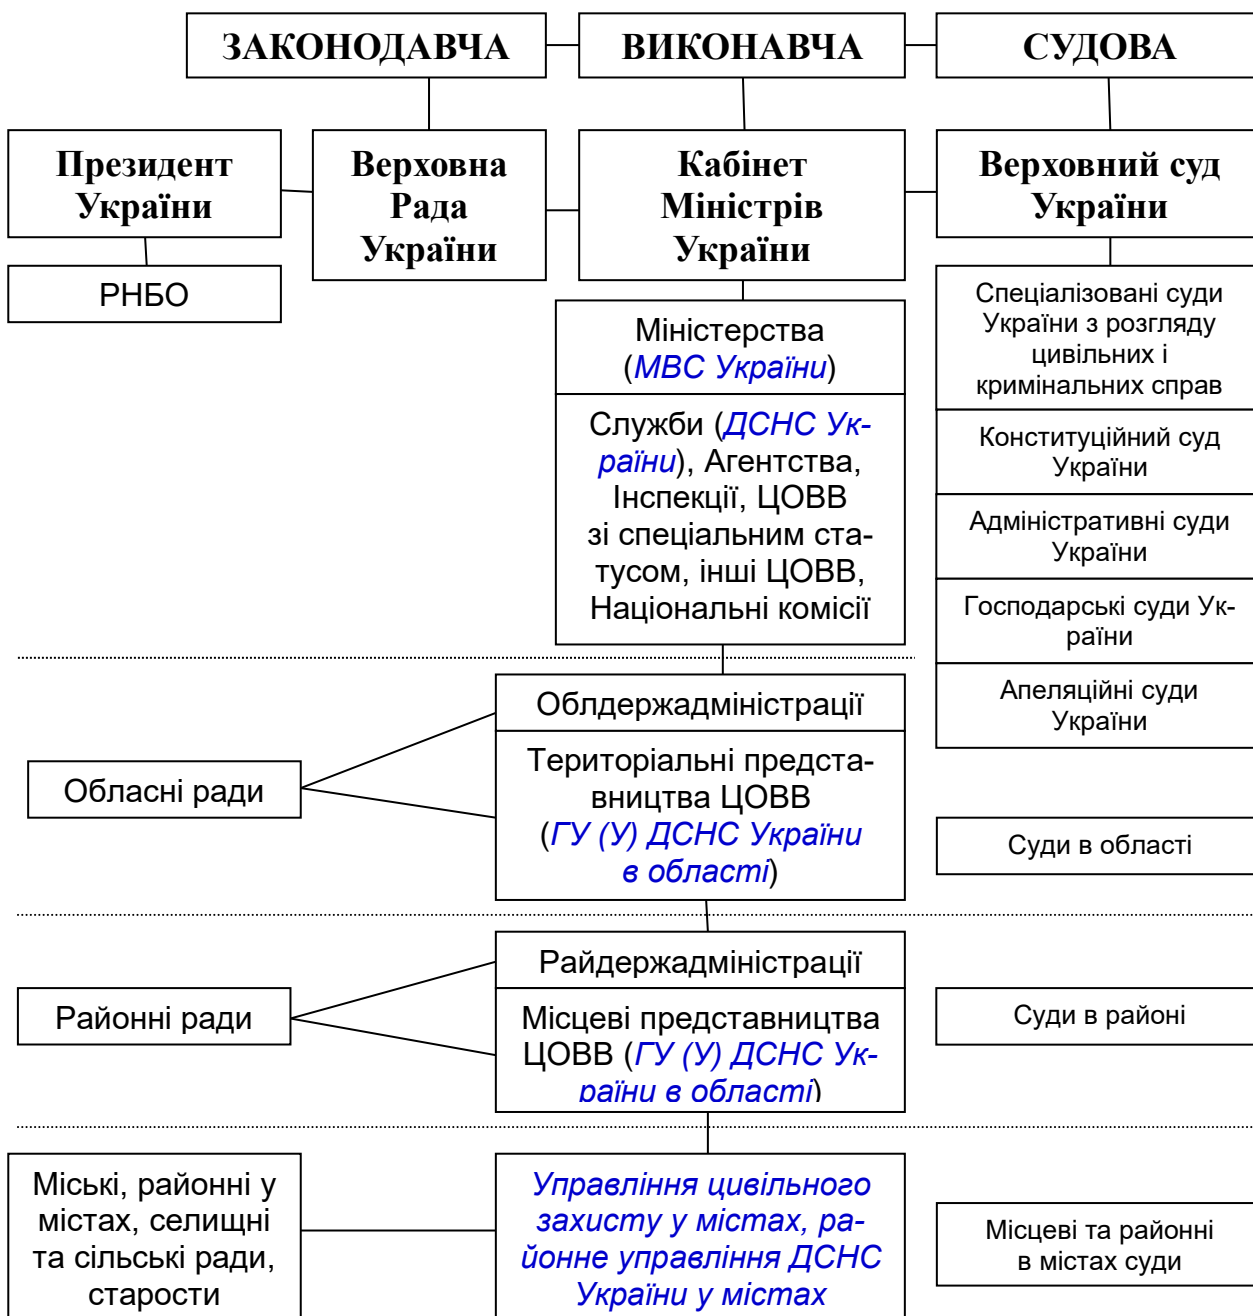 ЗАКОНОДАВЧА
ВИКОНАВЧА
СУДОВА
Президент
України
Верховна
Рада
України
Кабінет
Міністрів
України
Верховний суд
України
РНБО
Міністерства
(МВС України)
Служби (ДСНС Ук-
раїни), Агентства,
Інспекції, ЦОВВ
зі спеціальним ста-
тусом, інші ЦОВВ,
Національні комісії
Спеціалізовані суди
України з розгляду
цивільних і
кримінальних справ
Конституційний суд
України
Адміністративні суди
України
Господарські суди Ук-
раїни
Апеляційні суди
України
Облдержадміністрації
Обласні ради
Територіальні предста-
вництва ЦОВВ
(ГУ (У) ДСНС України
в області)
Суди в області
Райдержадміністрації
Районні ради
Місцеві представництва
ЦОВВ (ГУ (У) ДСНС Ук-
раїни в області)
Суди в районі
Міські, районні у
містах, селищні
та сільські ради,
старости
Управління цивільного
захисту у містах, ра-
йонне управління ДСНС
України у містах
Місцеві та районні
в містах суди